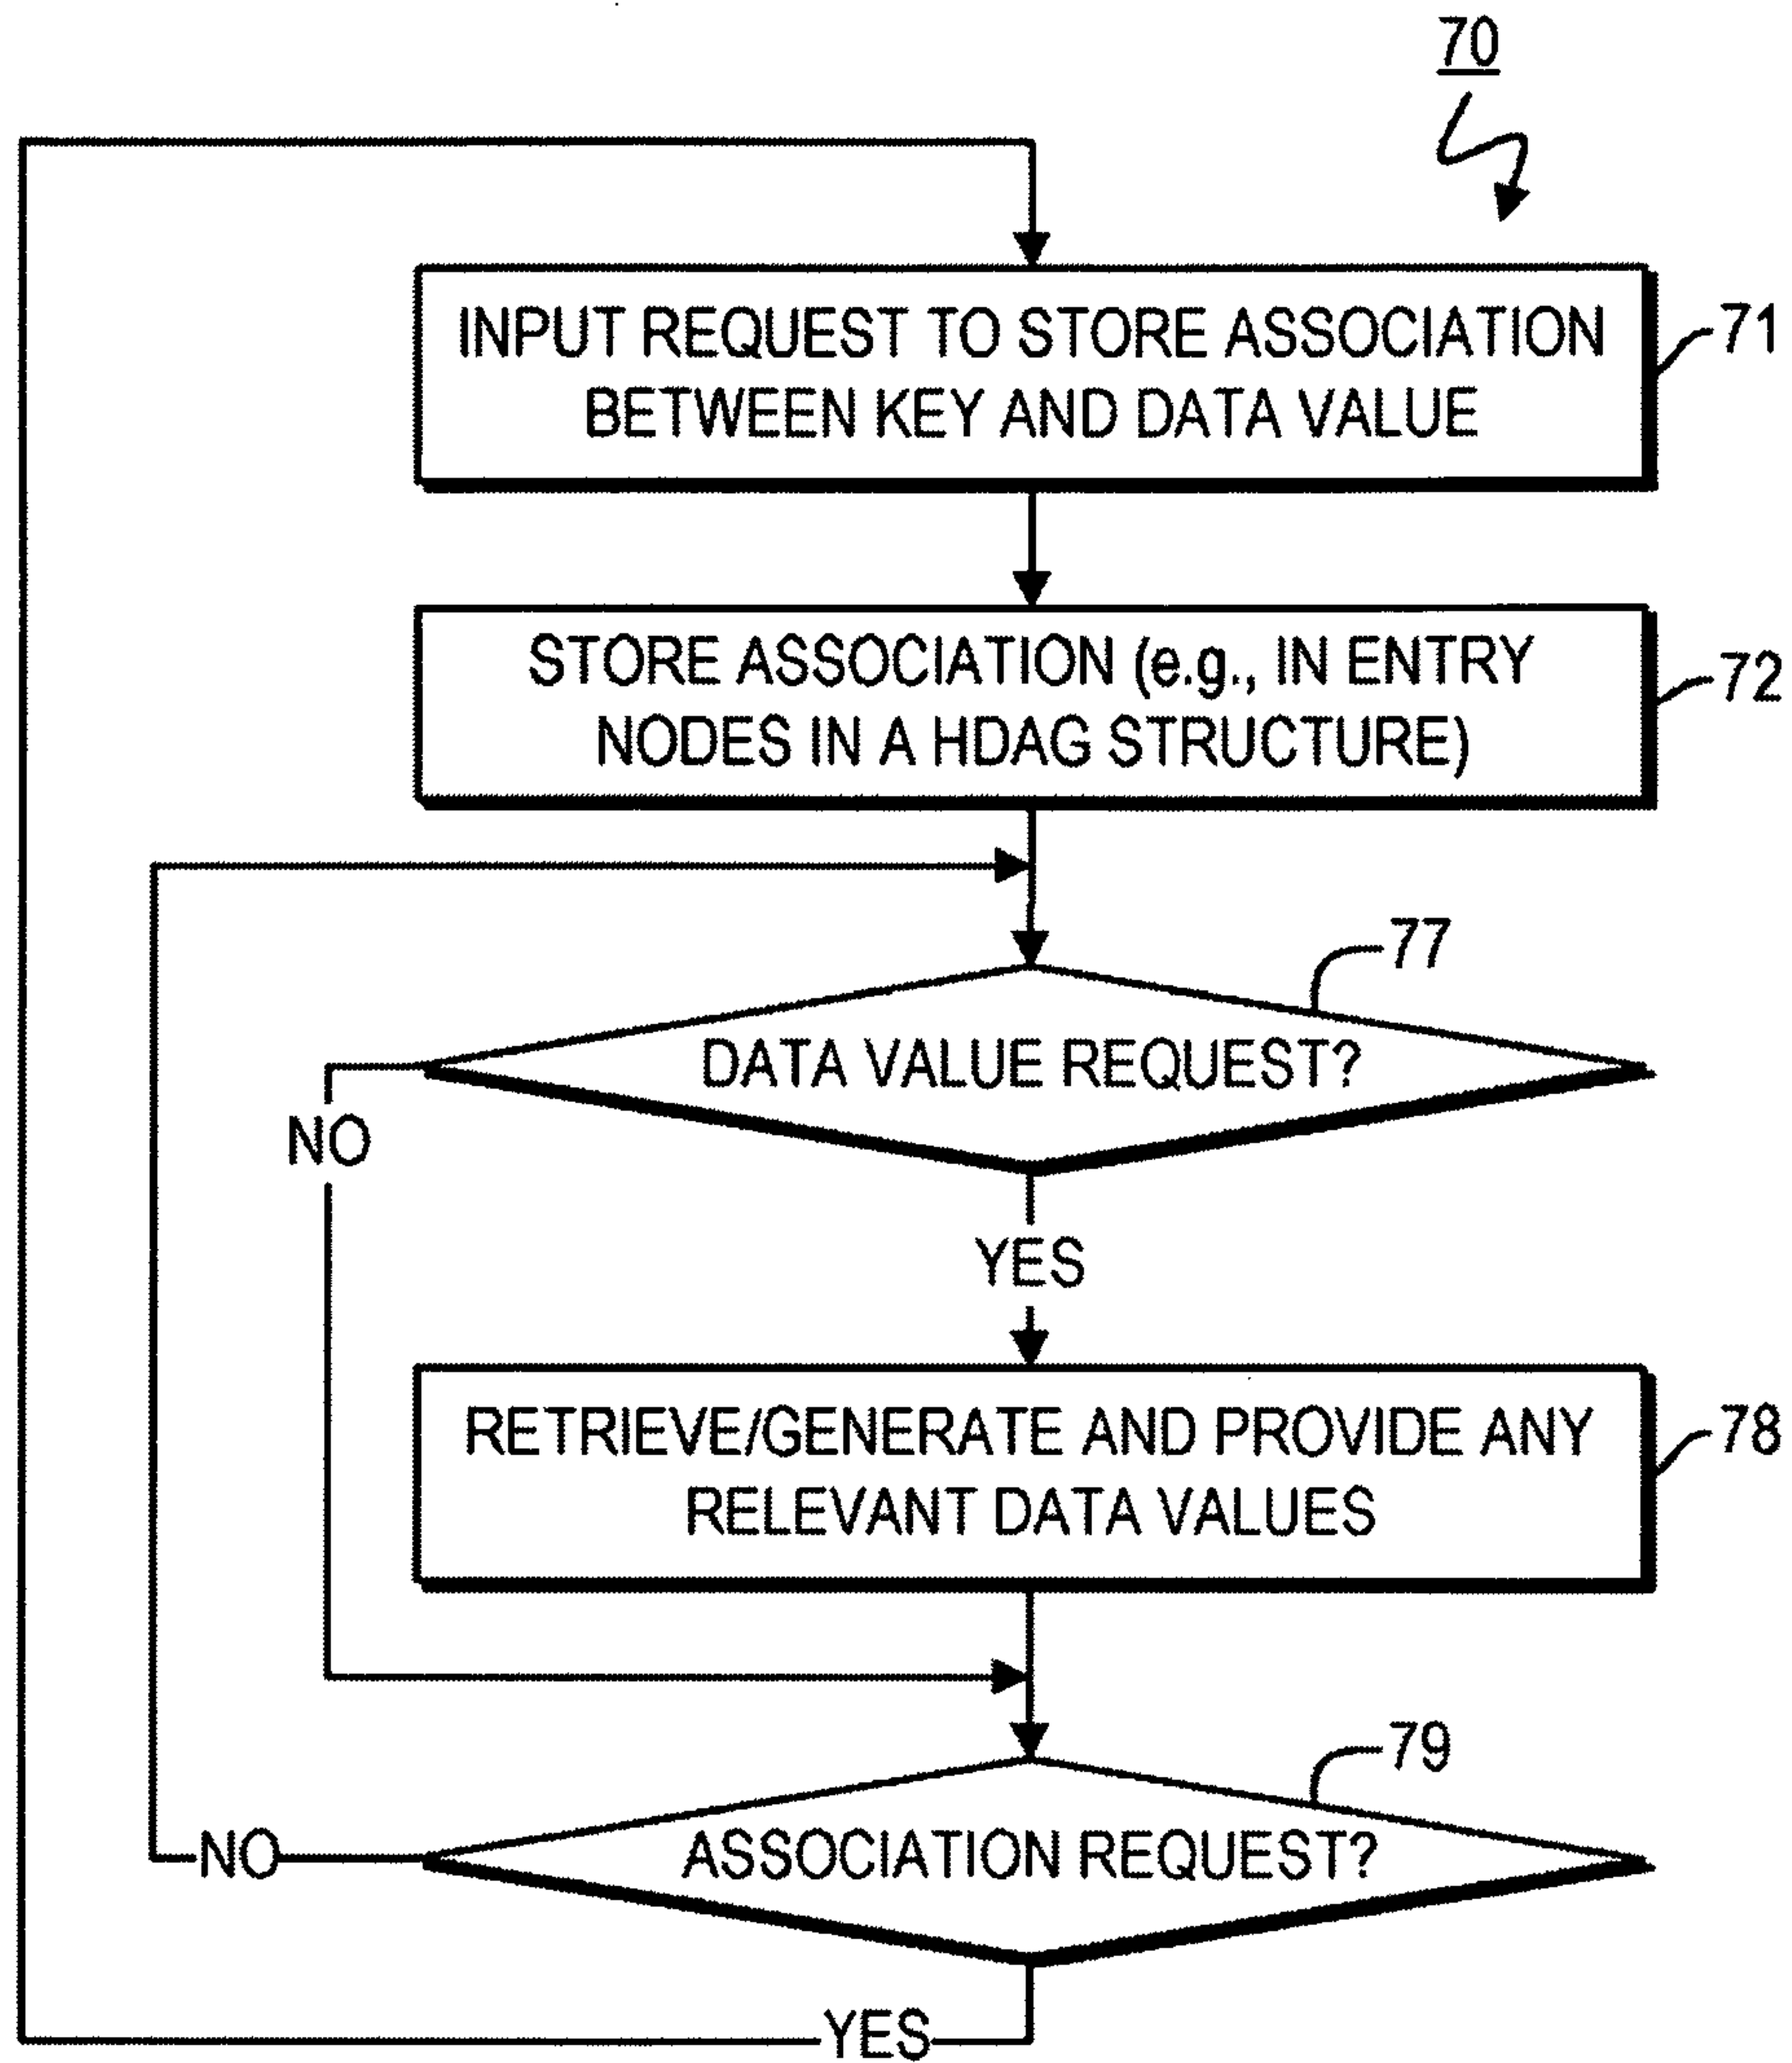 70
INPUT REQUEST TO STORE ASSOCIATION
BETWEEN KEY AND DATA VALUE
71
STORE ASSOCIATION (e.g., IN ENTRY
NODES IN A HDAG STRUCTURE)
72
77
DATA VALUE REQUEST?
NO
YES
RETRIEVE/GENERATE AND PROVIDE ANY
RELEVANT DATA VALUES
78
79
ASSOCIATION REQUEST?
NO
YES